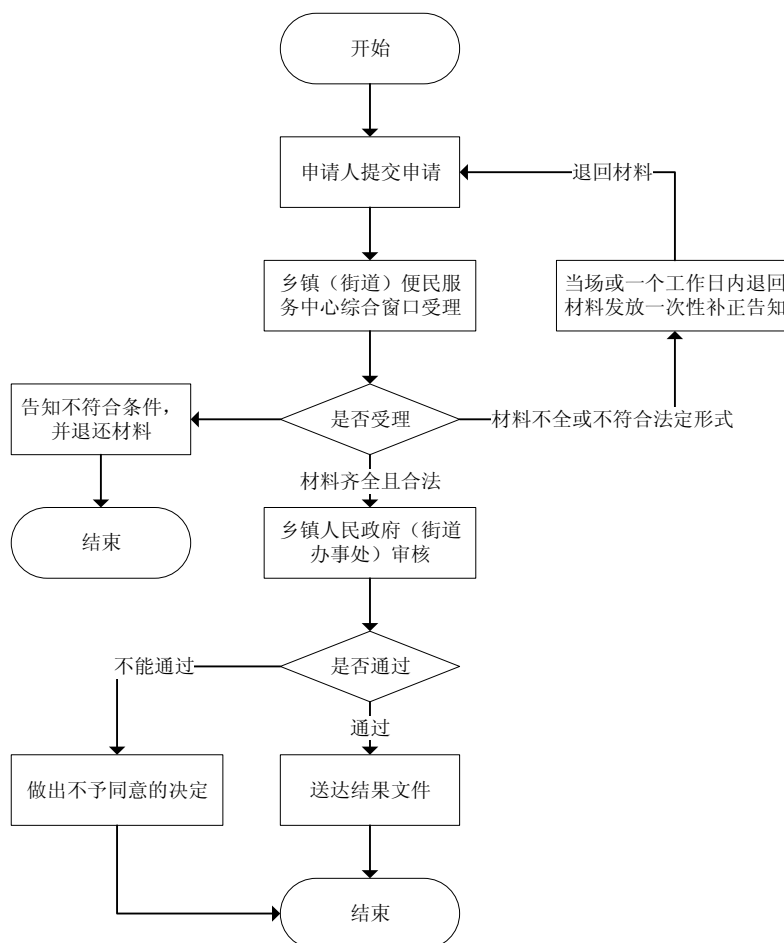 开始
申请人提交申请
退回材料
乡镇（街道）便民服
务中心综合窗口受理
当场或一个工作日内退回
材料发放一次性补正告知
告知不符合条件，
并退还材料
是否受理
材料不全或不符合法定形式
材料齐全且合法
结束
乡镇人民政府（街道
办事处）审核
不能通过
是否通过
通过
做出不予同意的决定
送达结果文件
结束